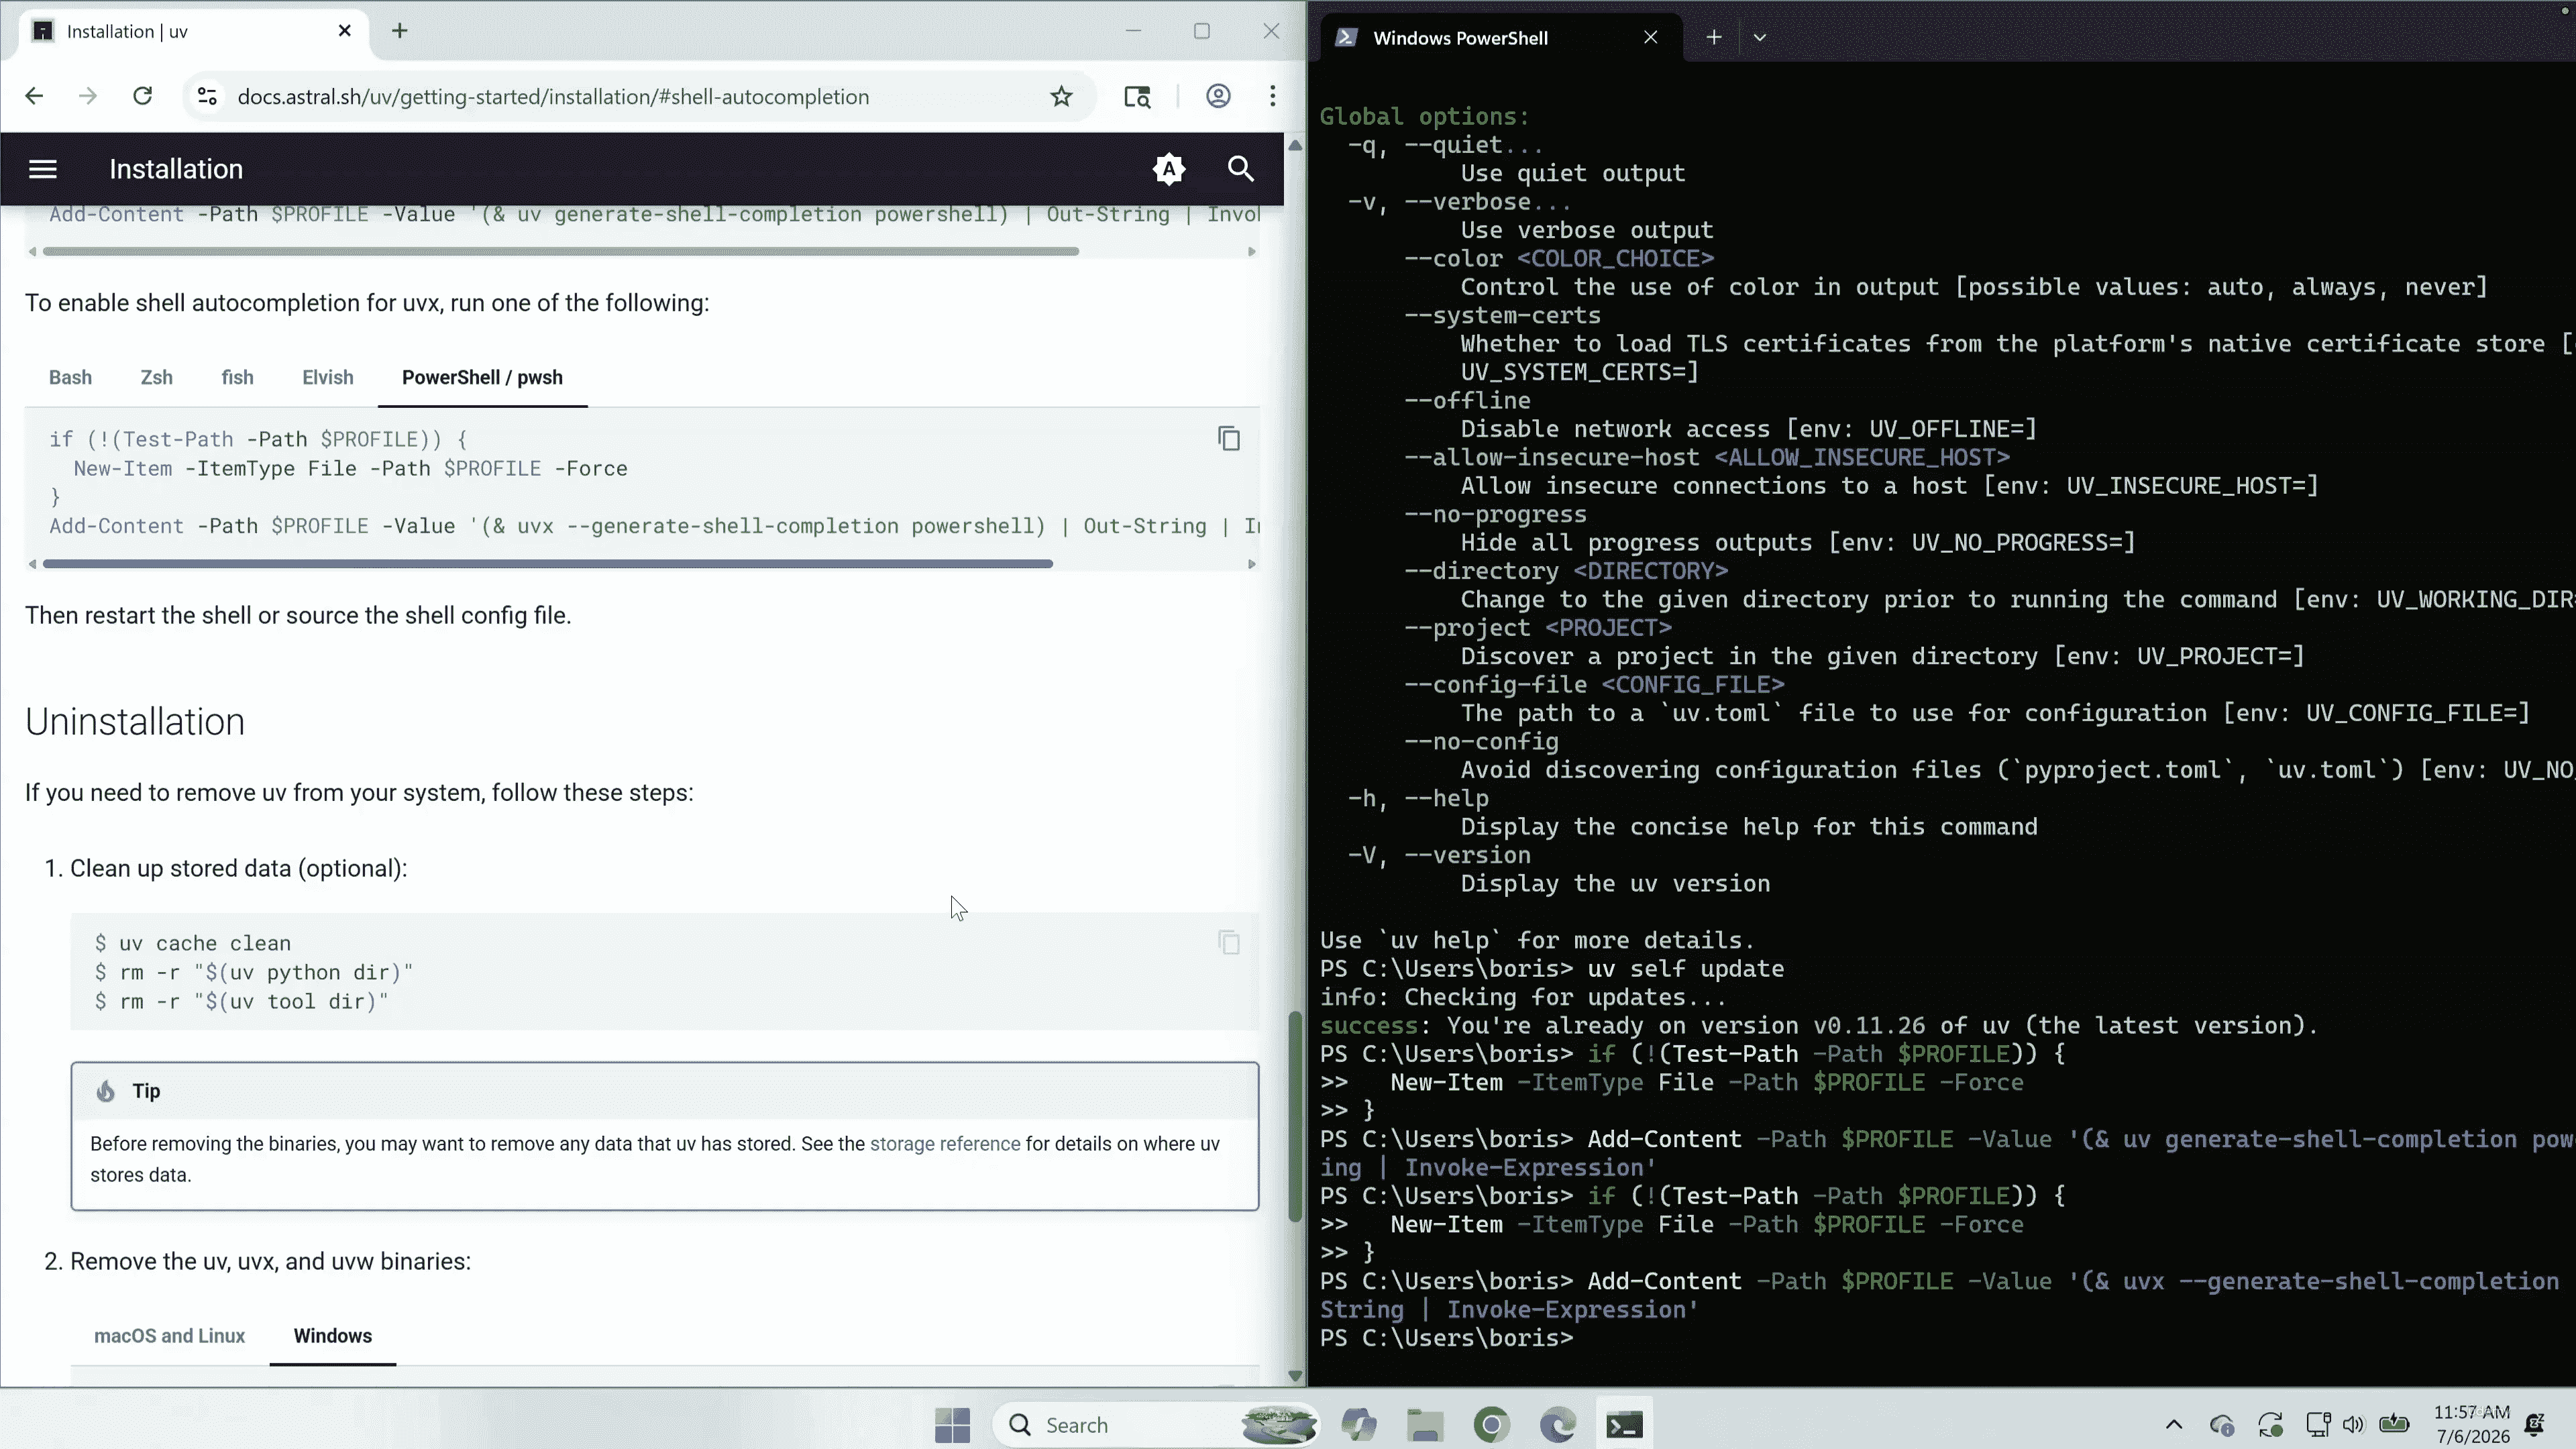 Installation | uv
docs.astral.sh/uv/getting-started/installation/#shell-autocompletion
Installation
Add-Content -Path $PROFILE -Value '(& uv generate-shell-completion powershell) | Out-String | Invo
To enable shell autocompletion for uvx, run one of the following:
Bash Zsh fish Elvish PowerShell / pwsh
if (!(Test-Path -Path $PROFILE)) {
  New-Item -ItemType File -Path $PROFILE -Force
}
Add-Content -Path $PROFILE -Value '(& uvx --generate-shell-completion powershell) | Out-String | I
Then restart the shell or source the shell config file.
Uninstallation
If you need to remove uv from your system, follow these steps:
1. Clean up stored data (optional):
$ uv cache clean
$ rm -r "$(uv python dir)"
$ rm -r "$(uv tool dir)"
Tip
Before removing the binaries, you may want to remove any data that uv has stored. See the storage reference for details on where uv
stores data.
2. Remove the uv, uvx, and uvw binaries:
macOS and Linux Windows
Windows PowerShell
Global options:
  -q, --quiet...
          Use quiet output
  -v, --verbose...
          Use verbose output
      --color <COLOR_CHOICE>
          Control the use of color in output [possible values: auto, always, never]
      --system-certs
          Whether to load TLS certificates from the platform's native certificate store [
          UV_SYSTEM_CERTS=]
      --offline
          Disable network access [env: UV_OFFLINE=]
      --allow-insecure-host <ALLOW_INSECURE_HOST>
          Allow insecure connections to a host [env: UV_INSECURE_HOST=]
      --no-progress
          Hide all progress outputs [env: UV_NO_PROGRESS=]
      --directory <DIRECTORY>
          Change to the given directory prior to running the command [env: UV_WORKING_DIR
      --project <PROJECT>
          Discover a project in the given directory [env: UV_PROJECT=]
      --config-file <CONFIG_FILE>
          The path to a `uv.toml` file to use for configuration [env: UV_CONFIG_FILE=]
      --no-config
          Avoid discovering configuration files (`pyproject.toml`, `uv.toml`) [env: UV_NO
  -h, --help
          Display the concise help for this command
  -V, --version
          Display the uv version
Use `uv help` for more details.
PS C:\Users\boris> uv self update
info: Checking for updates...
success: You're already on version v0.11.26 of uv (the latest version).
PS C:\Users\boris> if (!(Test-Path -Path $PROFILE)) {
>>   New-Item -ItemType File -Path $PROFILE -Force
>> }
PS C:\Users\boris> Add-Content -Path $PROFILE -Value '(& uv generate-shell-completion pow
ing | Invoke-Expression'
PS C:\Users\boris> if (!(Test-Path -Path $PROFILE)) {
>>   New-Item -ItemType File -Path $PROFILE -Force
>> }
PS C:\Users\boris> Add-Content -Path $PROFILE -Value '(& uvx --generate-shell-completion
String | Invoke-Expression'
PS C:\Users\boris>
Search
11:57 AM
7/6/2026